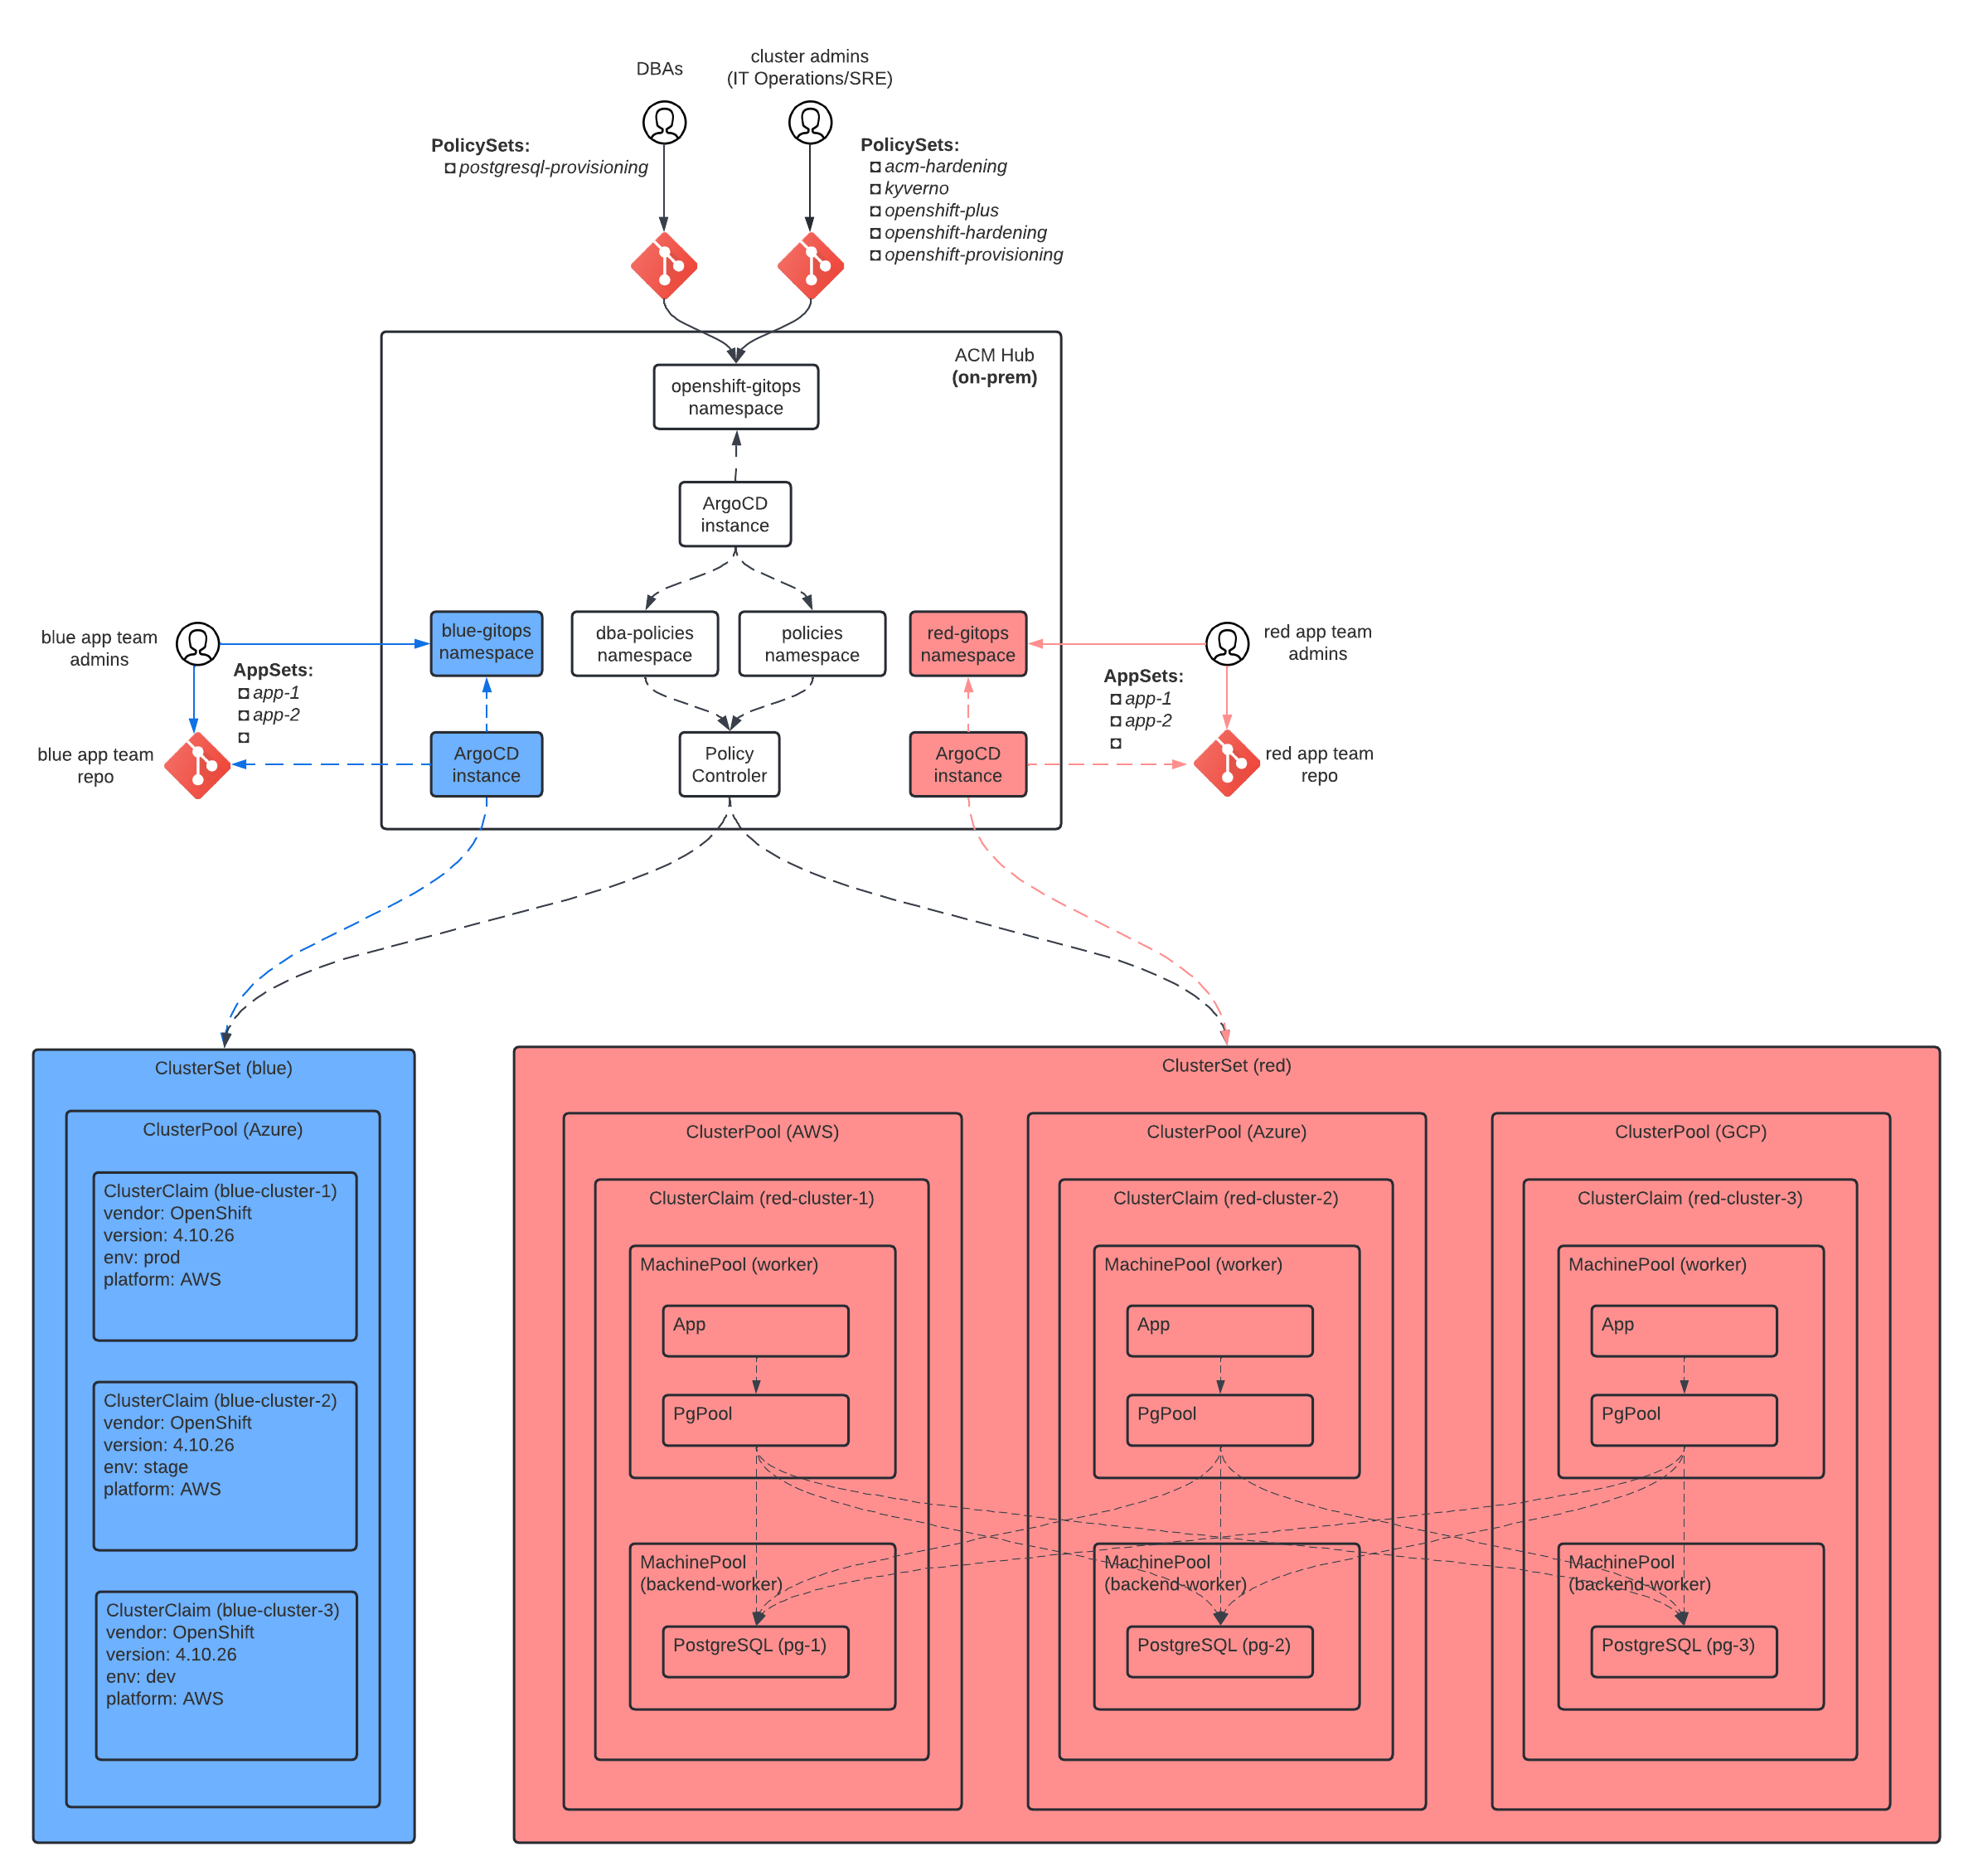 DBAs
cluster admins
(IT Operations/SRE)
PolicySets:
postgresql-provisioning
PolicySets:
acm-hardening
kyverno
openshift-plus
openshift-hardening
openshift-provisioning
ACM Hub
(on-prem)
openshift-gitops
namespace
ArgoCD
instance
blue app team
admins
blue-gitops
namespace
dba-policies
namespace
policies
namespace
red-gitops
namespace
red app team
admins
AppSets:
app-1
app-2
AppSets:
app-1
app-2
blue app team
repo
ArgoCD
instance
Policy
Controler
ArgoCD
instance
red app team
repo
ClusterSet (blue)
ClusterPool (Azure)
ClusterClaim (blue-cluster-1)
vendor: OpenShift
version: 4.10.26
env: prod
platform: AWS
ClusterClaim (blue-cluster-2)
vendor: OpenShift
version: 4.10.26
env: stage
platform: AWS
ClusterClaim (blue-cluster-3)
vendor: OpenShift
version: 4.10.26
env: dev
platform: AWS
ClusterSet (red)
ClusterPool (AWS)
ClusterClaim (red-cluster-1)
MachinePool (worker)
App
PgPool
MachinePool
(backend-worker)
PostgreSQL (pg-1)
ClusterPool (Azure)
ClusterClaim (red-cluster-2)
MachinePool (worker)
App
PgPool
MachinePool
(backend-worker)
PostgreSQL (pg-2)
ClusterPool (GCP)
ClusterClaim (red-cluster-3)
MachinePool (worker)
App
PgPool
MachinePool
(backend-worker)
PostgreSQL (pg-3)